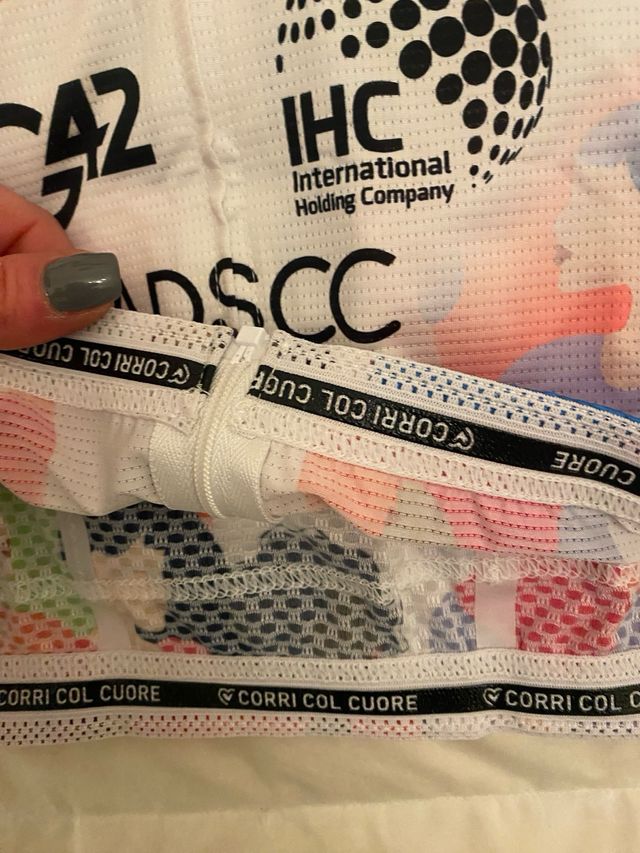 G42
IHC
International
Holding Company
ADSCC
CORRI COL CUORE
CORRI COL CUORE
CUORE
CORRI COL CUORE
CORRI COL CUORE
CORRI COL